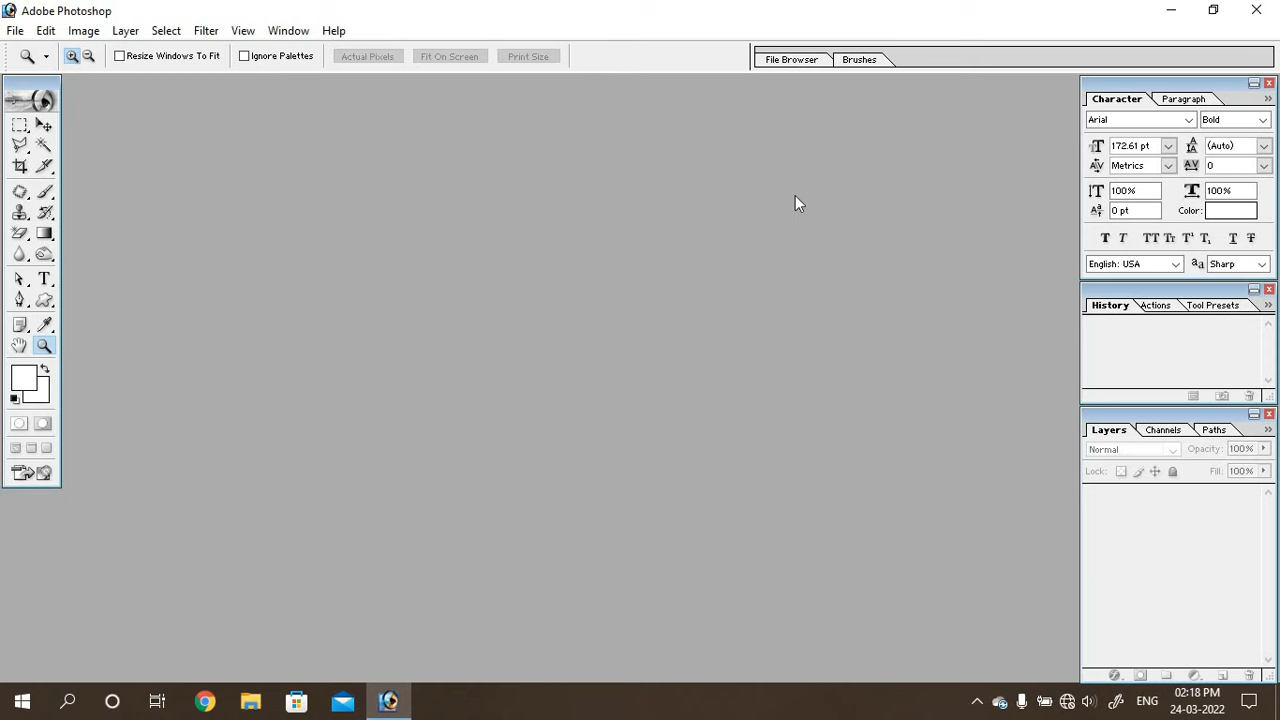 Adobe Photoshop
File Edit Image Layer Select Filter View Window Help
Resize Windows To Fit Ignore Palettes Actual Pixels Fit On Screen Print Size File Browser Brushes
Character Paragraph
Arial Bold
172.61 pt (Auto)
Metrics 0
100% 100%
0 pt Color:
T T TT Tr T¹ T₁ T T
English: USA aa Sharp
History Actions Tool Presets
Layers Channels Paths
Normal Opacity: 100%
Lock: Fill: 100%
ENG
02:18 PM
24-03-2022